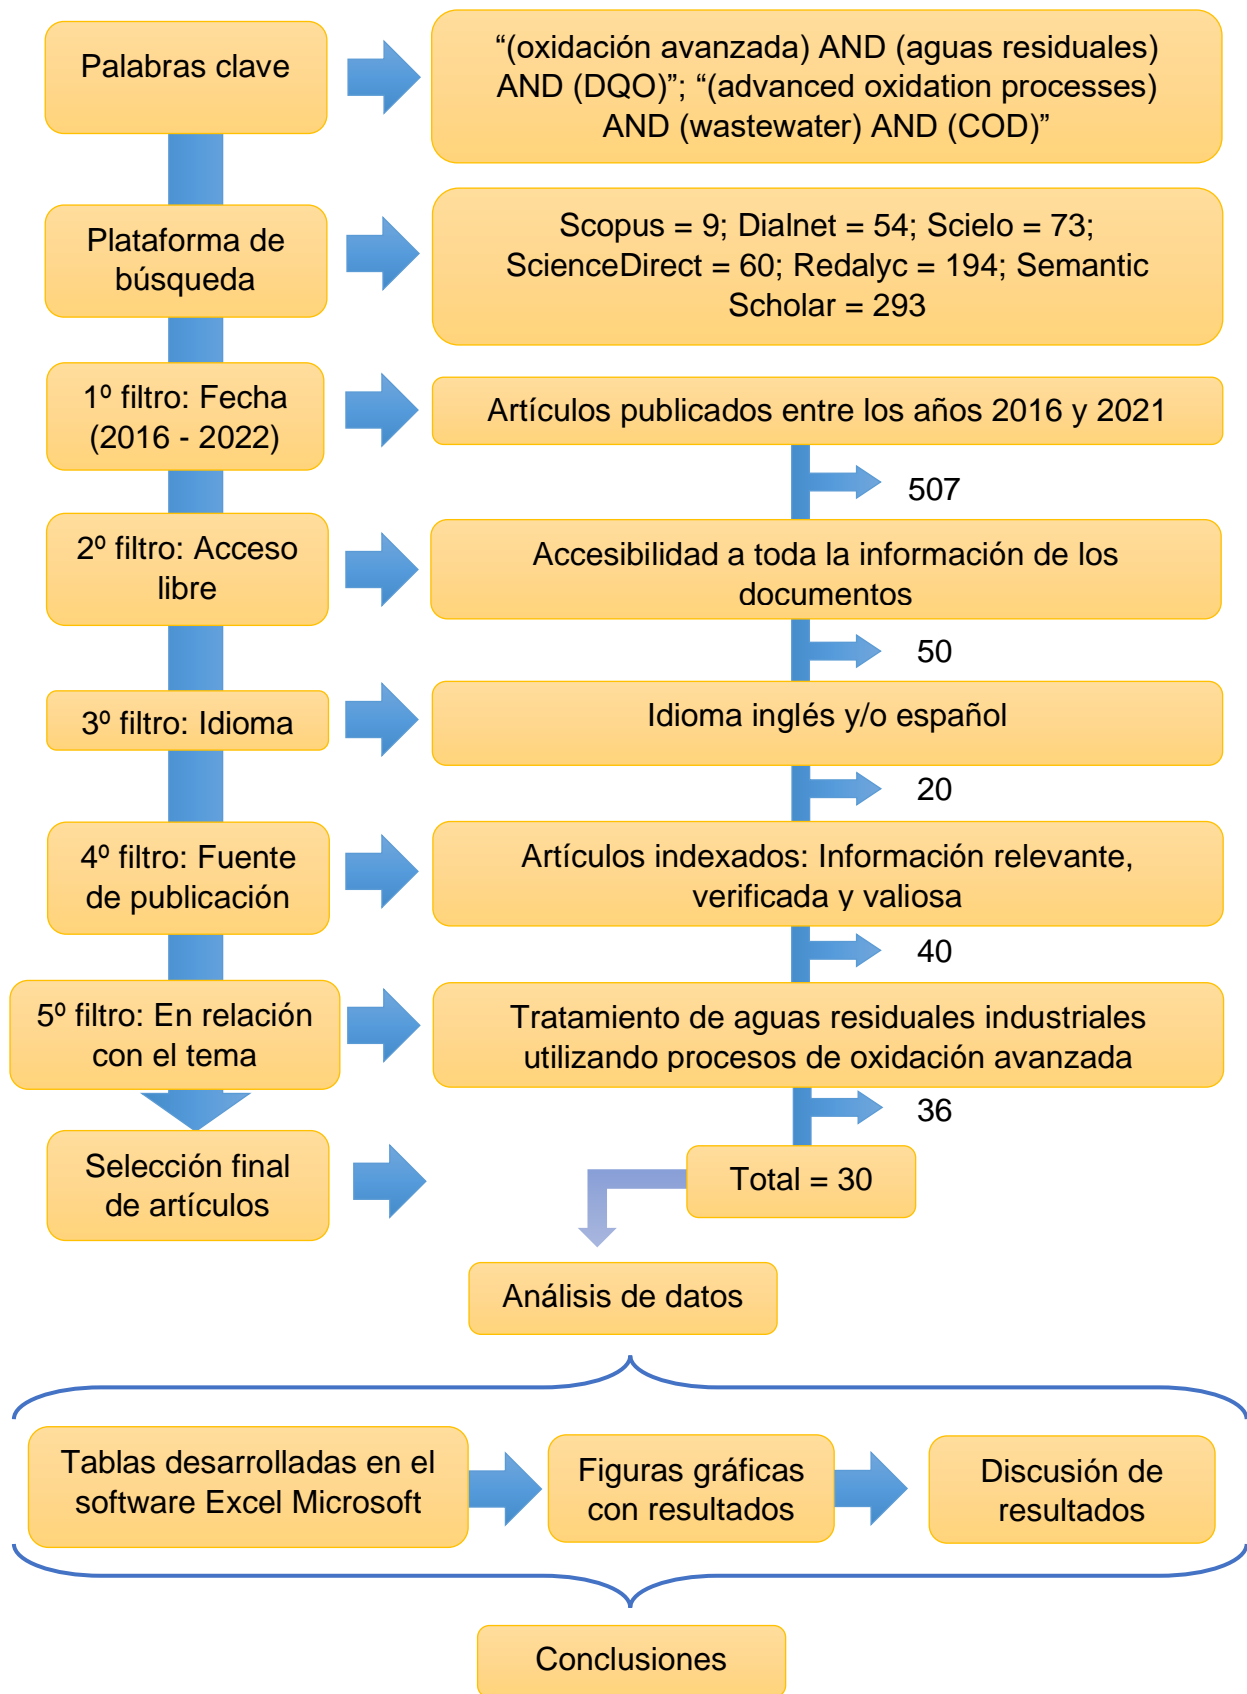 Palabras clave
“(oxidación avanzada) AND (aguas residuales)
AND (DQO)”; “(advanced oxidation processes)
AND (wastewater) AND (COD)”
Plataforma de
búsqueda
Scopus = 9; Dialnet = 54; Scielo = 73;
ScienceDirect = 60; Redalyc = 194; Semantic
Scholar = 293
1º filtro: Fecha
(2016 - 2022)
Artículos publicados entre los años 2016 y 2021
507
2º filtro: Acceso
libre
Accesibilidad a toda la información de los
documentos
50
3º filtro: Idioma
Idioma inglés y/o español
20
4º filtro: Fuente
de publicación
Artículos indexados: Información relevante,
verificada y valiosa
40
5º filtro: En relación
con el tema
Tratamiento de aguas residuales industriales
utilizando procesos de oxidación avanzada
36
Selección final
de artículos
Total = 30
Análisis de datos
Tablas desarrolladas en el
software Excel Microsoft
Figuras gráficas
con resultados
Discusión de
resultados
Conclusiones